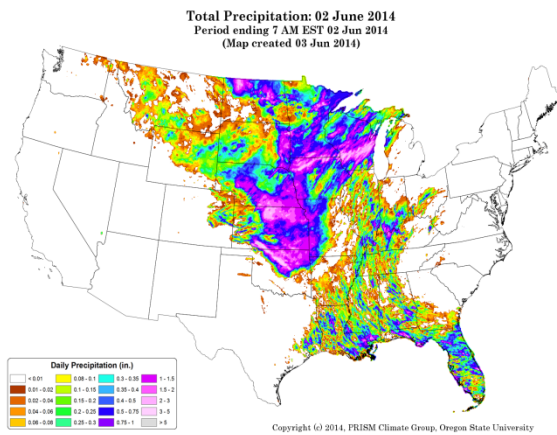 Total Precipitation: 02 June 2014
Period ending 7 AM EST 02 Jun 2014
(Map created 03 Jun 2014)
Daily Precipitation (in.)
< 0.01 0.08 - 0.1 0.3 - 0.35 1 - 1.5
0.01 - 0.02 0.1 - 0.15 0.35 - 0.4 1.5 - 2
0.02 - 0.04 0.15 - 0.2 0.4 - 0.5 2 - 3
0.04 - 0.06 0.2 - 0.25 0.5 - 0.75 3 - 5
0.06 - 0.08 0.25 - 0.3 0.75 - 1 > 5
Copyright (c) 2014, PRISM Climate Group, Oregon State University